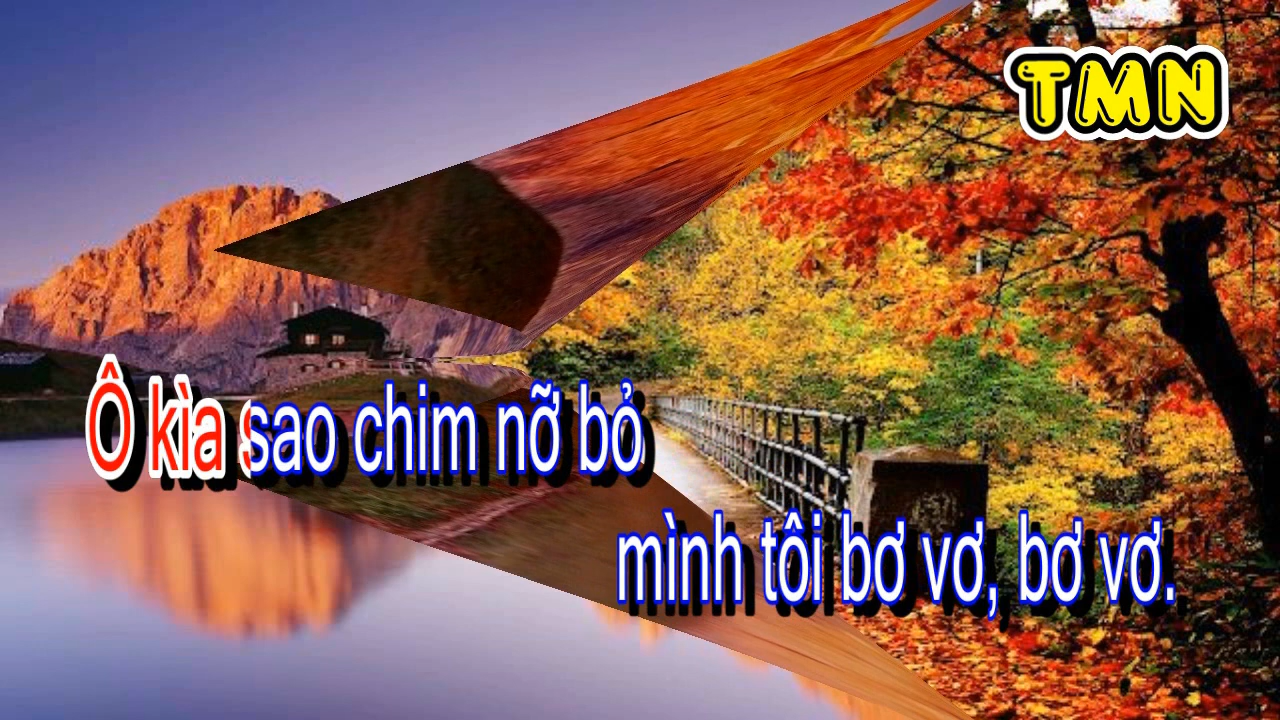 TMN
Ô kìa sao chim nỡ bỏ
mình tôi bơ vơ, bơ vơ.